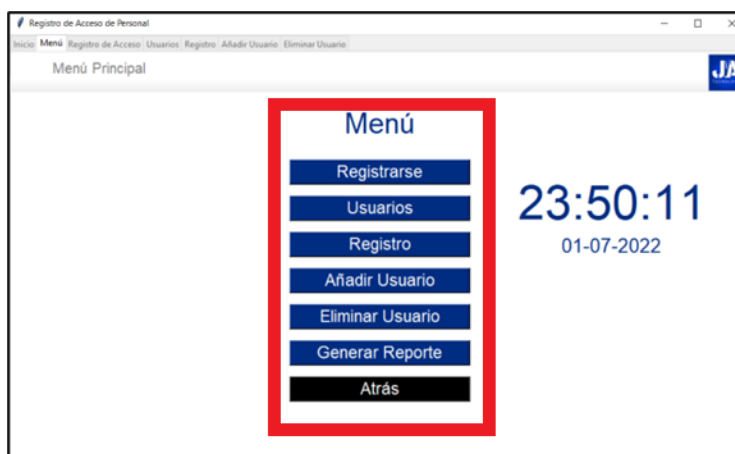 Registro de Acceso de Personal
Inicio Menú Registro de Acceso Usuarios Registro Añadir Usuario Eliminar Usuario
Menú Principal
JA
Menú
Registrarse
Usuarios
Registro
Añadir Usuario
Eliminar Usuario
Generar Reporte
Atrás
23:50:11
01-07-2022